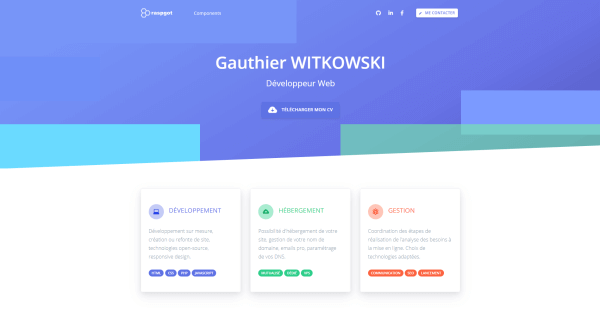 raspgot Composants ME CONTACTER
Gauthier WITKOWSKI
Développeur Web
TÉLÉCHARGER MON CV
DÉVELOPPEMENT
Développement sur mesure,
création ou refonte de site,
technologies open-source,
responsive design.
HTML CSS PHP JAVASCRIPT
HÉBERGEMENT
Possibilité d'hébergement de votre
site, gestion de votre nom de
domaine, emails pro, paramétrage
de vos DNS.
MUTUALISÉ DÉDIÉ VPS
GESTION
Coordination des étapes de
réalisation de l'analyse des besoins à
la mise en ligne. Choix de
technologies adaptées.
COMMUNICATION SEO LANCEMENT